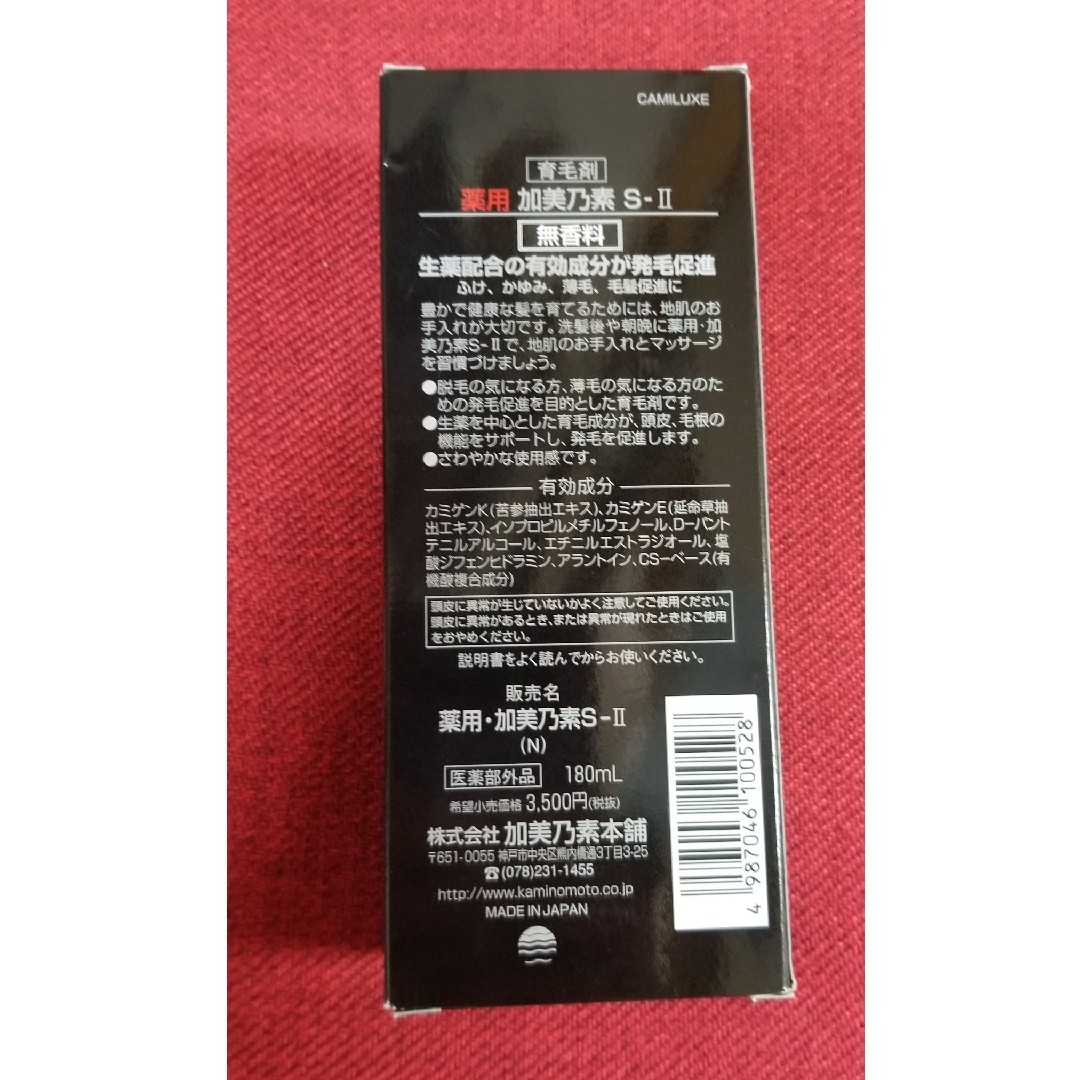 CAMILUXE
育毛剤
薬用 加美乃素 S-Ⅱ
無香料
生薬配合の有効成分が発毛促進
ふけ、かゆみ、薄毛、毛髪促進に
豊かで健康な髪を育てるためには、地肌のお
手入れが大切です。洗髪後や朝晩に薬用・加
美乃素S-Ⅱで、地肌のお手入れとマッサージ
を習慣づけましょう。
●脱毛の気になる方、薄毛の気になる方のた
めの発毛促進を目的とした育毛剤です。
●生薬を中心とした育毛成分が、頭皮、毛根の
機能をサポートし、発毛を促進します。
●さわやかな使用感です。
有効成分
カミゲンK(苦参抽出エキス)、カミゲンE(延命草抽
出エキス)、イソプロピルメチルフェノール、D-パント
テニルアルコール、エチニルエストラジオール、塩
酸ジフェンヒドラミン、アラントイン、CS-ベース(有
機酸複合成分)
頭皮に異常が生じていないかよく注意してご使用ください。
頭皮に異常があるとき、または異常が現れたときはご使用
をおやめください。
説明書をよく読んでからお使いください。
販売名
薬用・加美乃素S-Ⅱ
(N)
医薬部外品 180mL
希望小売価格 3,500円(税抜)
株式会社 加美乃素本舗
〒651-0055 神戸市中央区熊内橋通3丁目3-25
☎(078)231-1455
http://www.kaminomoto.co.jp
MADE IN JAPAN
4 987046 100528